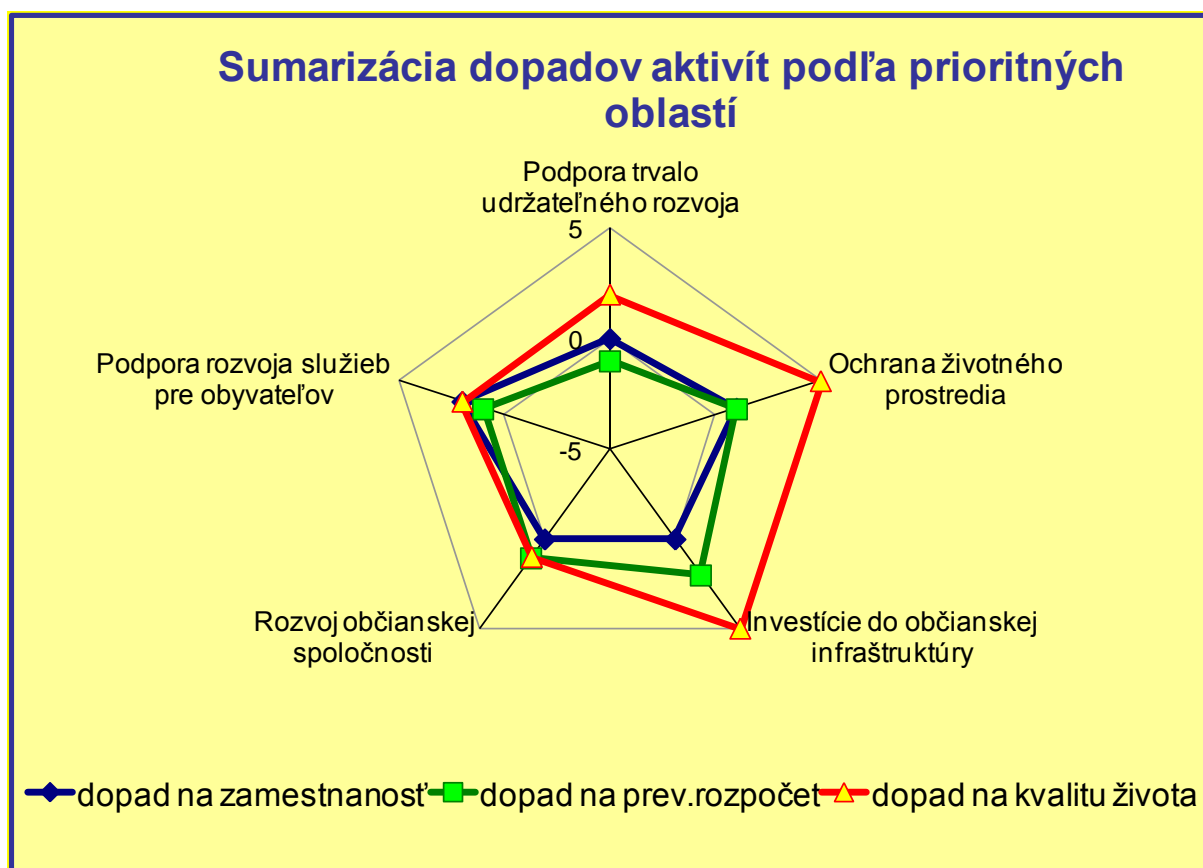 Sumarizácia dopadov aktivít podľa prioritných
oblastí
Podpora trvalo
udržateľného rozvoja
5
0
-5
Ochrana životného
prostredia
Investície do občianskej
infraštruktúry
Rozvoj občianskej
spoločnosti
Podpora rozvoja služieb
pre obyvateľov
dopad na zamestnanosť dopad na prev.rozpočet dopad na kvalitu života